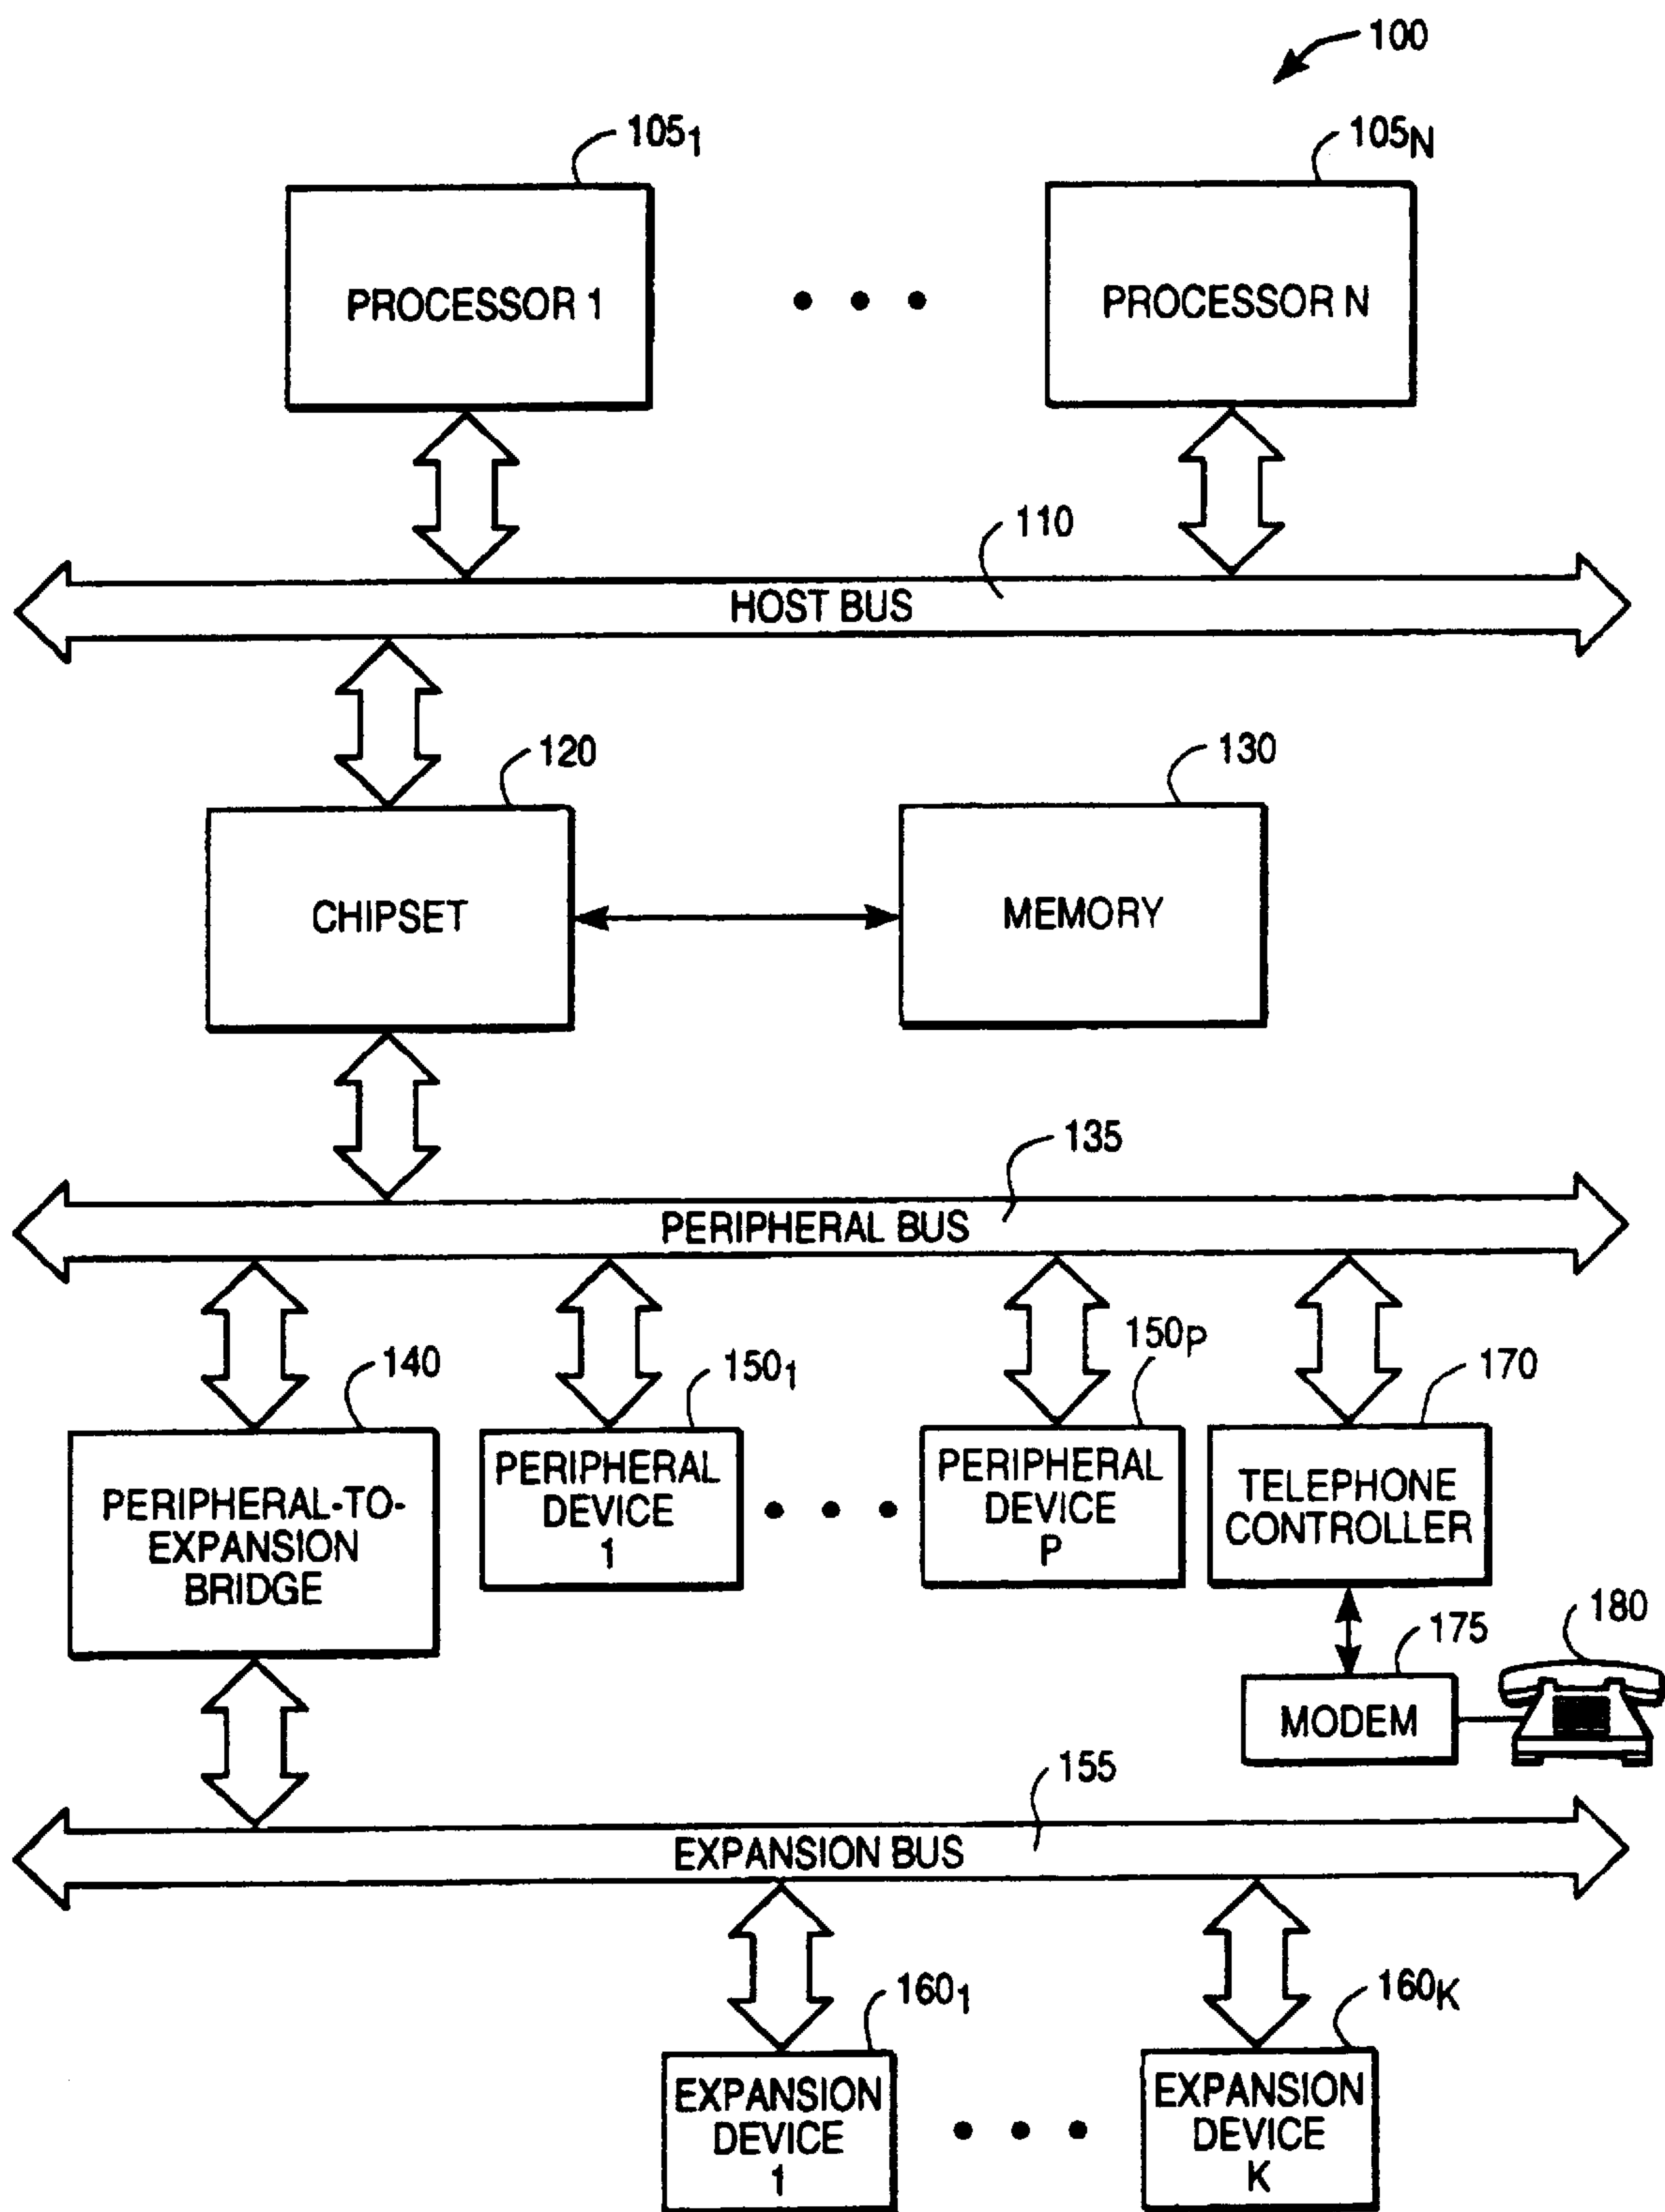 100
105₁
105N
PROCESSOR 1
PROCESSOR N
110
HOST BUS
120
130
CHIPSET
MEMORY
135
PERIPHERAL BUS
140
150₁
150P
170
PERIPHERAL-TO-
EXPANSION
BRIDGE
PERIPHERAL
DEVICE
1
PERIPHERAL
DEVICE
P
TELEPHONE
CONTROLLER
175
180
MODEM
155
EXPANSION BUS
160₁
160K
EXPANSION
DEVICE
1
EXPANSION
DEVICE
K